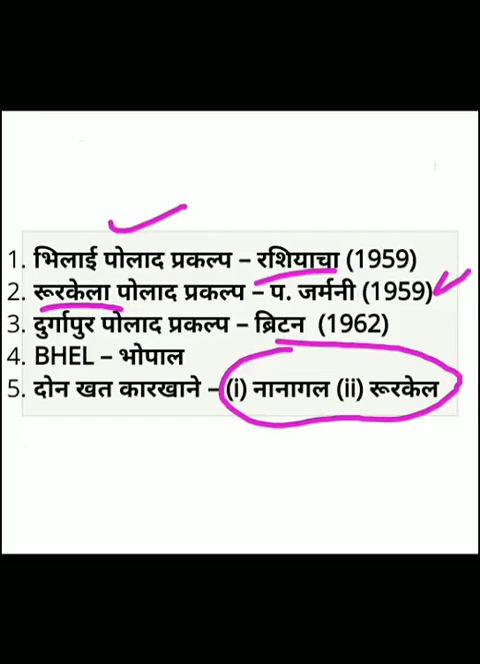 1. भिलाई पोलाद प्रकल्प – रशियाचा (1959)
2. रूरकेला पोलाद प्रकल्प – प. जर्मनी (1959)
3. दुर्गापुर पोलाद प्रकल्प – ब्रिटन (1962)
4. BHEL – भोपाल
5. दोन खत कारखाने – (i) नानागल (ii) रूरकेल